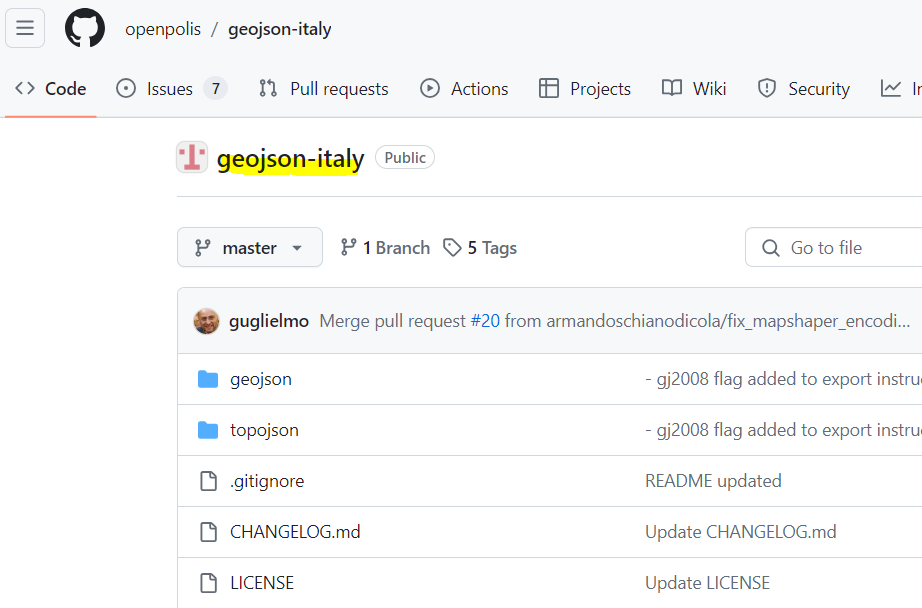 openpolis / geojson-italy
Code Issues 7 Pull requests Actions Projects Wiki Security
geojson-italy Public
master 1 Branch 5 Tags Go to file
guglielmo Merge pull request #20 from armandoschianodicola/fix_mapshaper_encodi...
geojson - gj2008 flag added to export instru
topojson - gj2008 flag added to export instru
.gitignore README updated
CHANGELOG.md Update CHANGELOG.md
LICENSE Update LICENSE